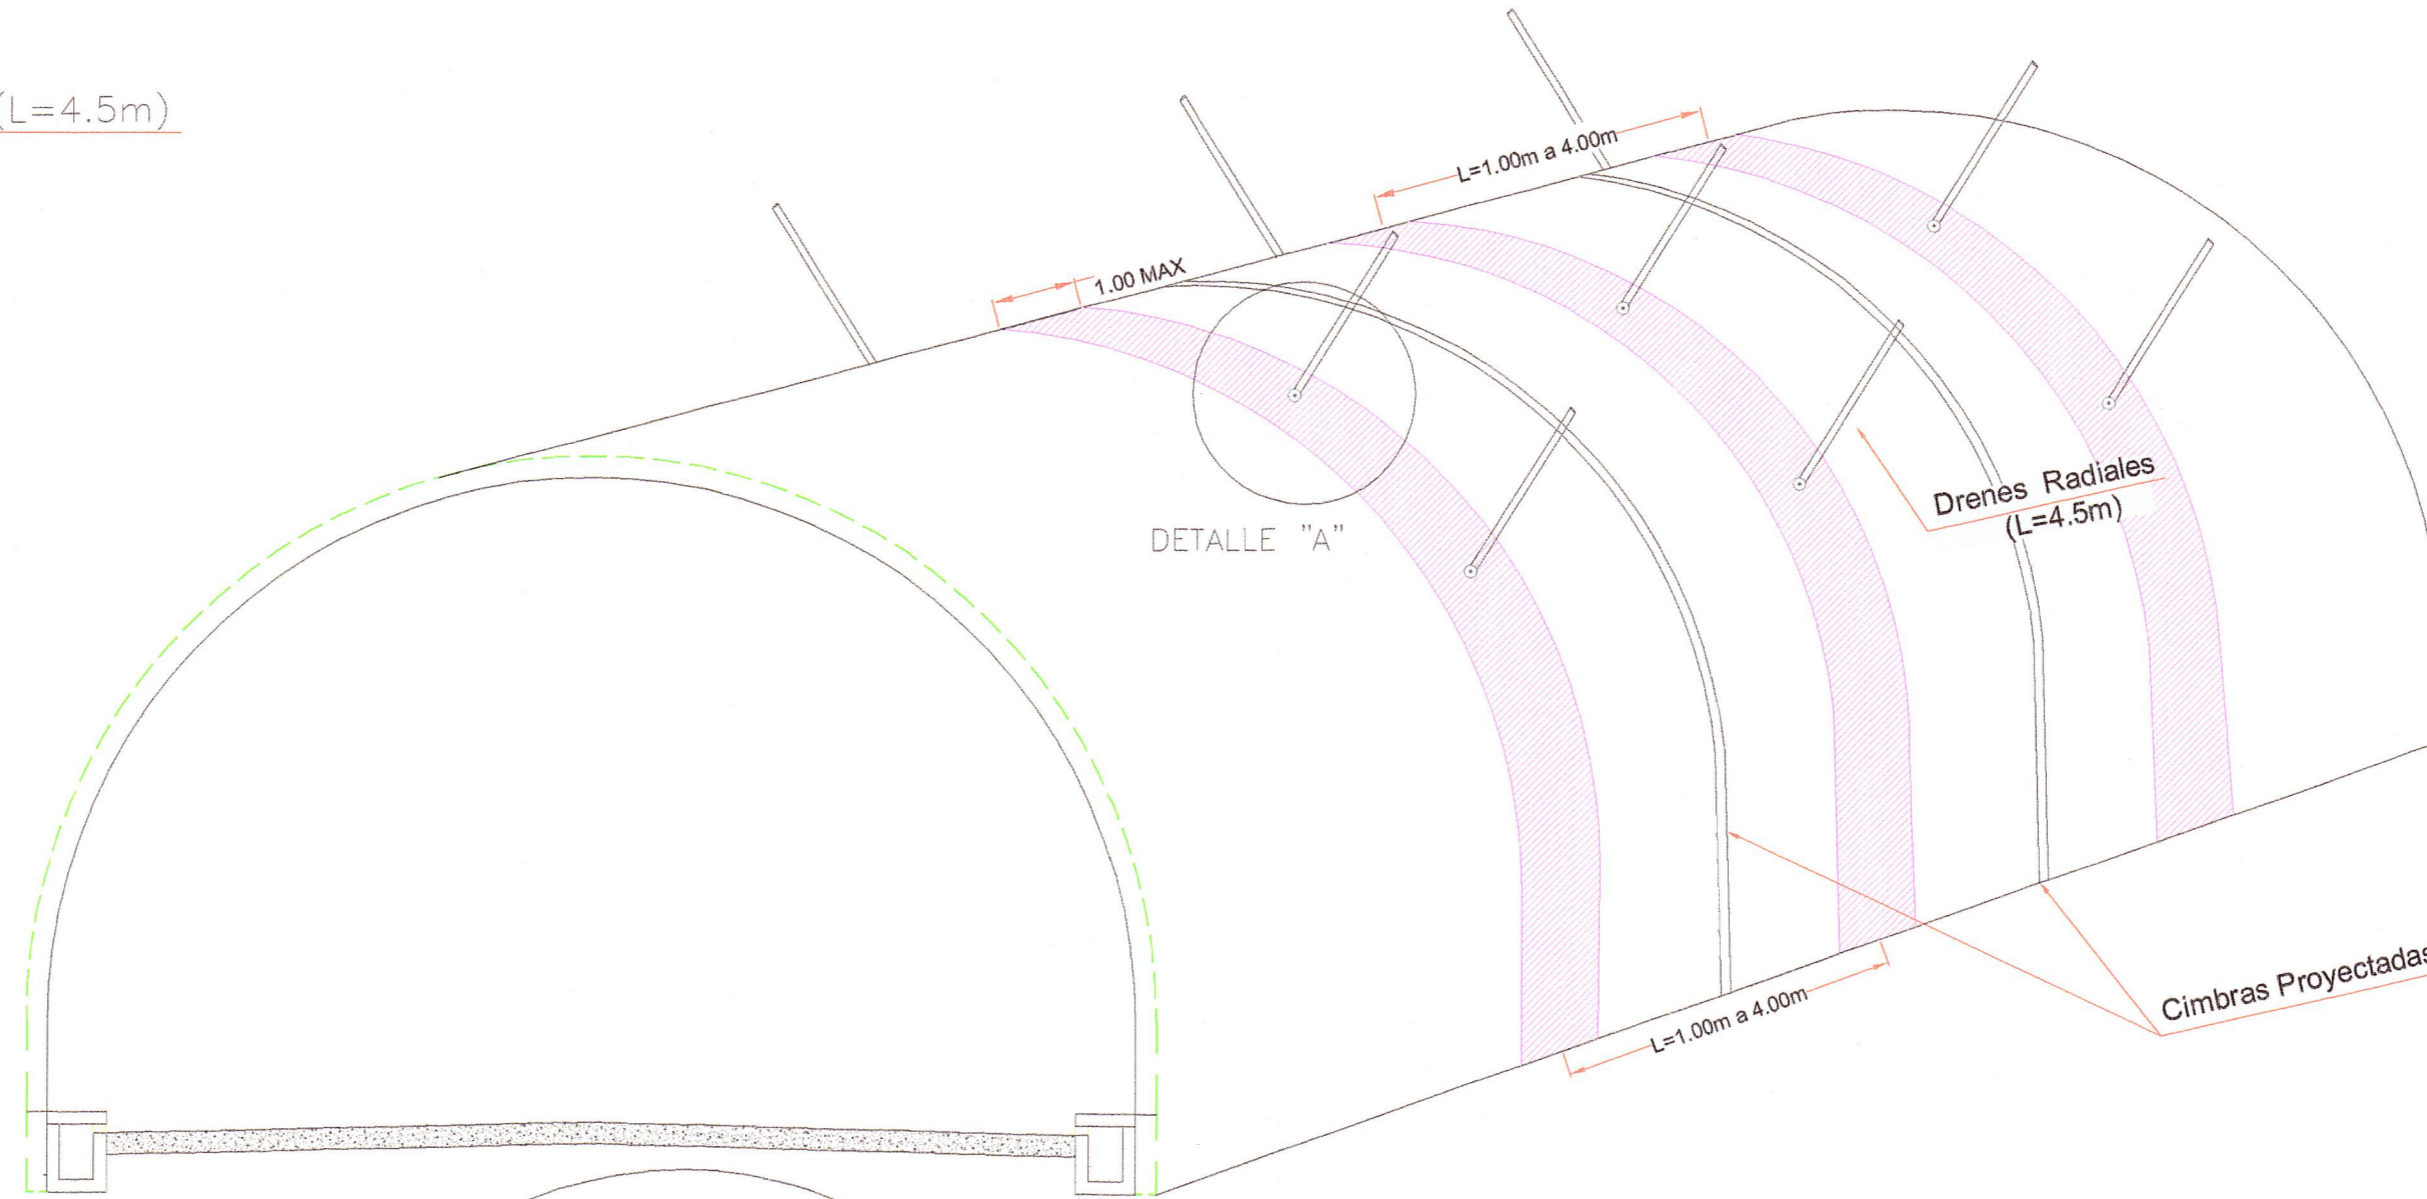 (L=4.5m)
L=1.00m a 4.00m
1.00 MAX
DETALLE "A"
Drenes Radiales
(L=4.5m)
Cimbras Proyectadas
L=1.00m a 4.00m